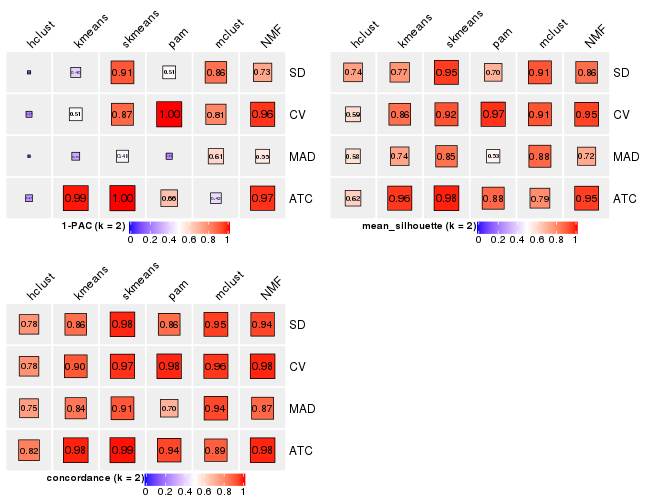 hclust kmeans skmeans pam mclust NMF
0.91 0.51 0.86 0.73 SD
0.51 0.87 1.00 0.81 0.96 CV
0.61 0.55 MAD
0.99 1.00 0.66 0.97 ATC
1-PAC (k = 2)
0 0.2 0.4 0.6 0.8 1
hclust kmeans skmeans pam mclust NMF
0.74 0.77 0.95 0.70 0.91 0.86 SD
0.59 0.86 0.92 0.97 0.91 0.95 CV
0.58 0.74 0.85 0.53 0.88 0.72 MAD
0.62 0.96 0.98 0.88 0.79 0.95 ATC
mean_silhouette (k = 2)
0 0.2 0.4 0.6 0.8 1
hclust kmeans skmeans pam mclust NMF
0.78 0.86 0.98 0.86 0.95 0.94 SD
0.78 0.90 0.97 0.98 0.96 0.98 CV
0.75 0.84 0.91 0.70 0.94 0.87 MAD
0.82 0.98 0.99 0.94 0.89 0.98 ATC
concordance (k = 2)
0 0.2 0.4 0.6 0.8 1